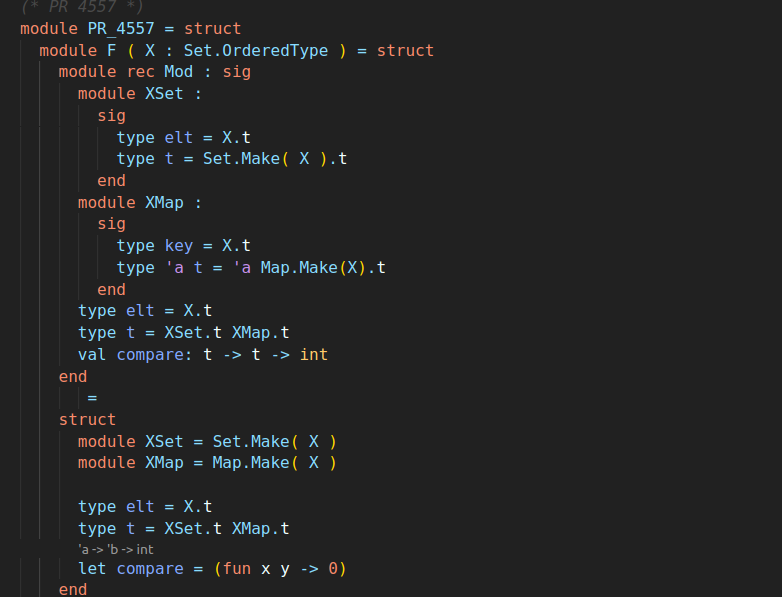 (* PR 4557 *)
module PR_4557 = struct
module F ( X : Set.OrderedType ) = struct
module rec Mod : sig
module XSet :
sig
type elt = X.t
type t = Set.Make( X ).t
end
module XMap :
sig
type key = X.t
type 'a t = 'a Map.Make(X).t
end
type elt = X.t
type t = XSet.t XMap.t
val compare: t -> t -> int
end
=
struct
module XSet = Set.Make( X )
module XMap = Map.Make( X )
type elt = X.t
type t = XSet.t XMap.t
'a -> 'b -> int
let compare = (fun x y -> 0)
end